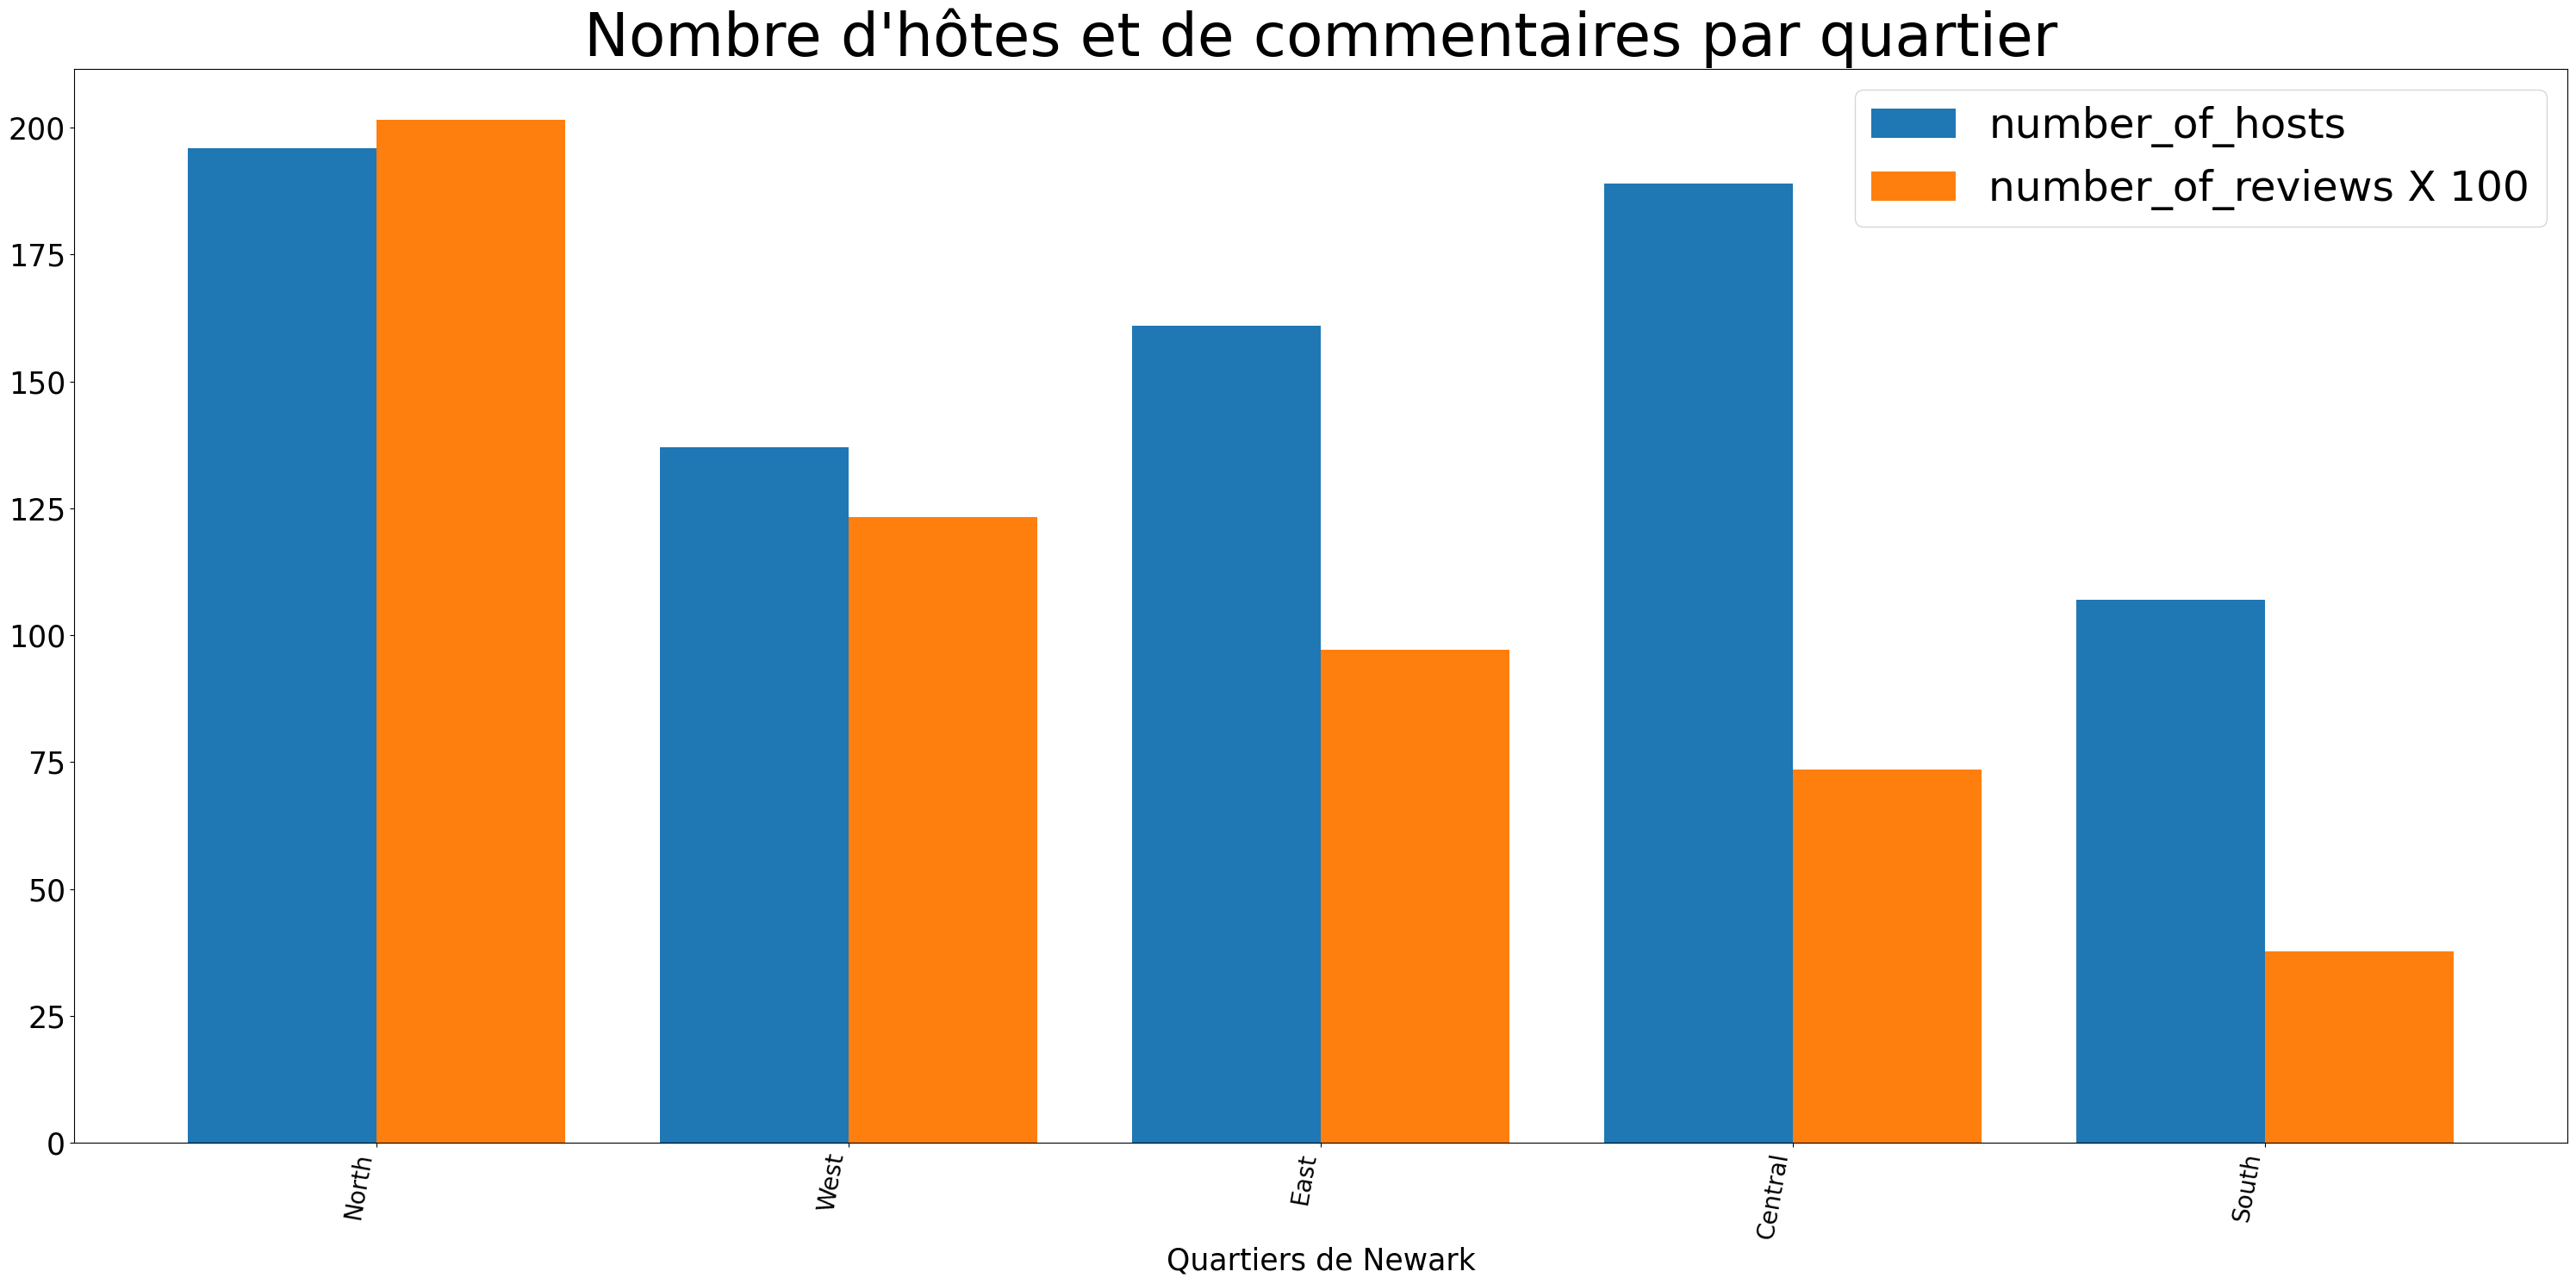 Nombre d'hôtes et de commentaires par quartier
number_of_hosts
number_of_reviews X 100
200
175
150
125
100
75
50
25
0
North
West
East
Central
South
Quartiers de Newark